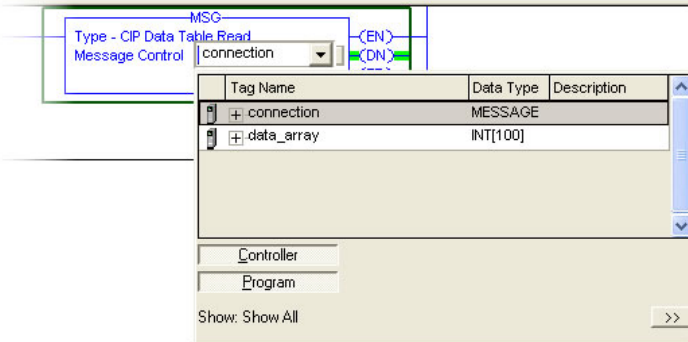 MSG
Type - CIP Data Table Read
(EN)
Message Control connection
(DN)
Tag Name Data Type Description
connection MESSAGE
data_array INT[100]
Controller
Program
Show: Show All >>